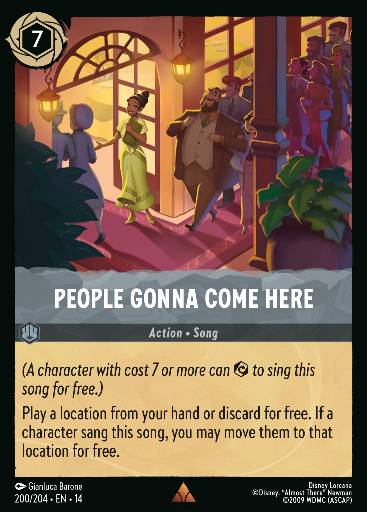 7
PEOPLE GONNA COME HERE
Action • Song
(A character with cost 7 or more can to sing this
song for free.)
Play a location from your hand or discard for free. If a
character sang this song, you may move them to that
location for free.
Gianluca Barone
200/204 • EN • 14
Disney Lorcana
©Disney. "Almost There" Newman
©2009 WDMC (ASCAP)